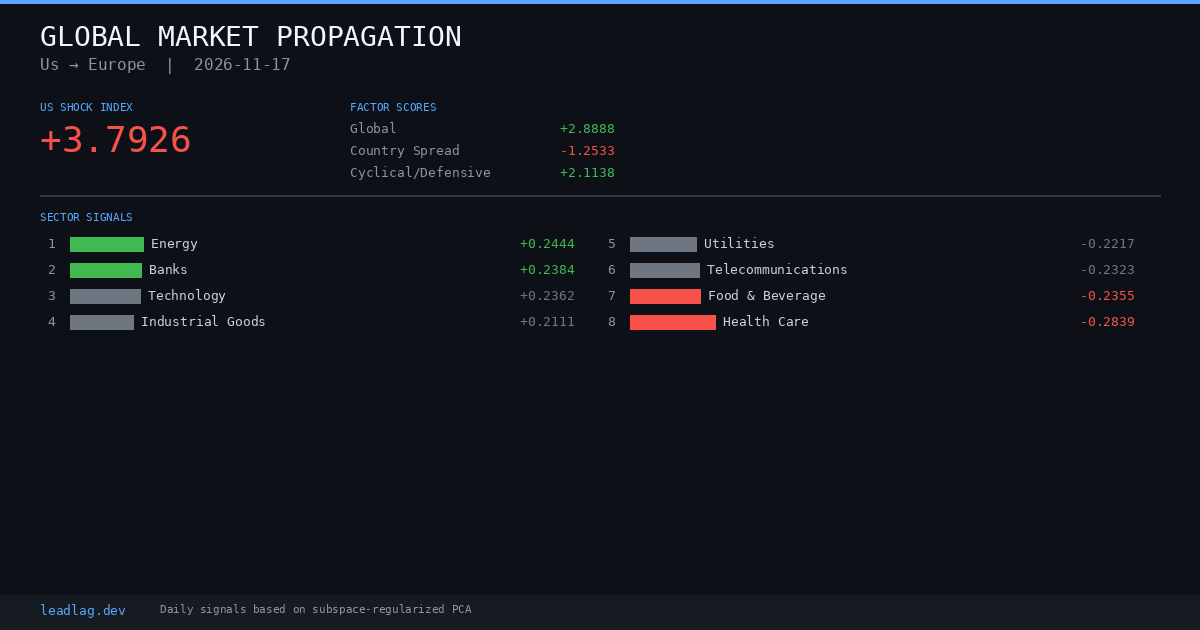 GLOBAL MARKET PROPAGATION
Us → Europe | 2026-11-17
US SHOCK INDEX
+3.7926
FACTOR SCORES
Global +2.8888
Country Spread -1.2533
Cyclical/Defensive +2.1138
SECTOR SIGNALS
1 Energy +0.2444
2 Banks +0.2384
3 Technology +0.2362
4 Industrial Goods +0.2111
5 Utilities -0.2217
6 Telecommunications -0.2323
7 Food & Beverage -0.2355
8 Health Care -0.2839
leadlag.dev Daily signals based on subspace-regularized PCA